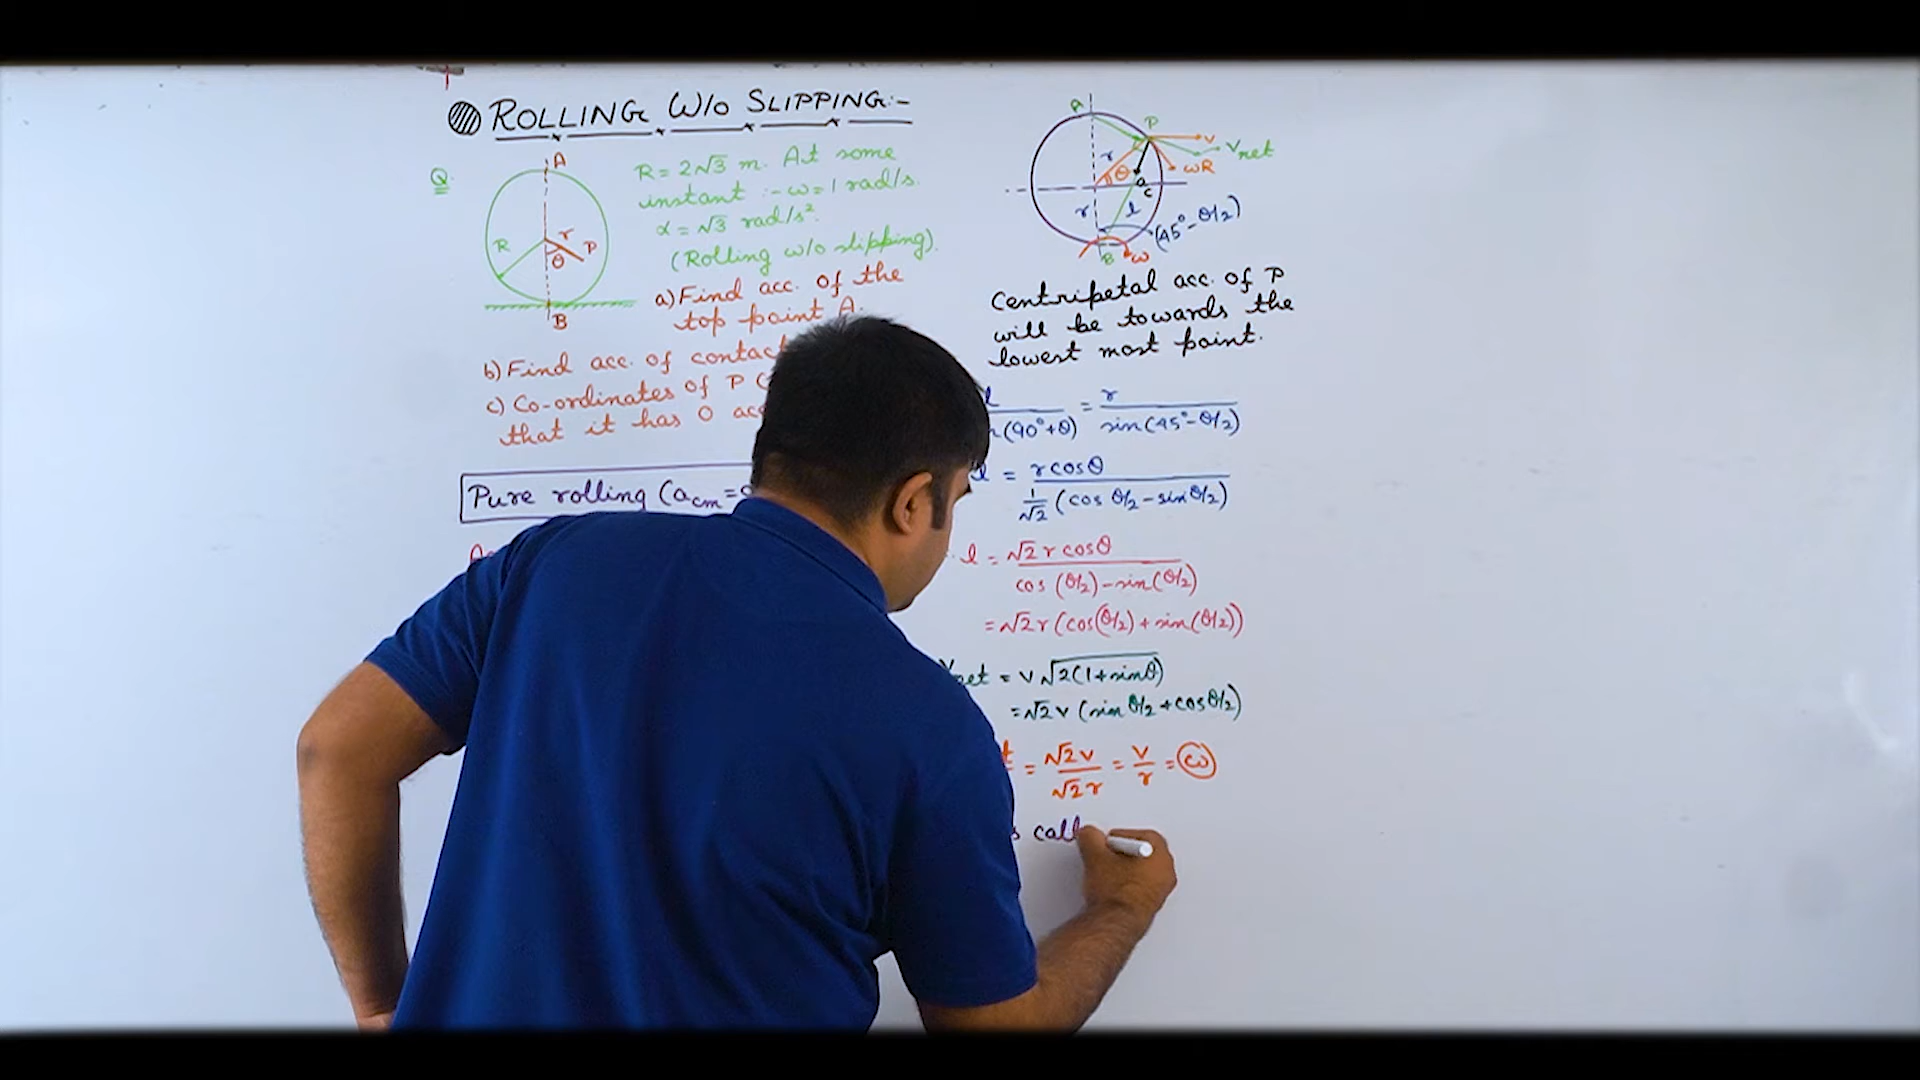 ROLLING W/O SLIPPING:-
Q.
A
R
r
P
θ
B
R = 2√3 m. At some
instant :- ω = 1 rad/s.
α = √3 rad/s².
(Rolling w/o slipping).
a) Find acc. of the
top point A.
b) Find acc. of contact
c) Co-ordinates of P (
that it has 0 acc
Pure rolling (a_cm =
P
v
V_net
ωR
r
θ
a_c
r
l
(45° - θ/2)
B
ω
Centripetal acc. of P
will be towards the
lowest most point.
(90°+θ) = r/sin(45° - θ/2)
l = r cosθ / 1/√2 (cos θ/2 - sin θ/2)
l = √2 r cosθ / cos (θ/2) - sin (θ/2)
= √2 r (cos(θ/2) + sin(θ/2))
net = v√2(1+sinθ)
= √2 v (sin θ/2 + cos θ/2)
= √2v/√2r = v/r = ω
call